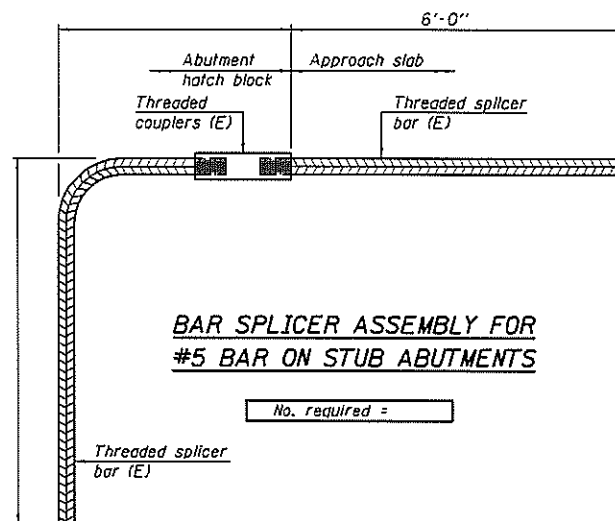 6'-0"
Abutment
hatch block
Approach slab
Threaded
couplers (E)
Threaded splicer
bar (E)
BAR SPLICER ASSEMBLY FOR
#5 BAR ON STUB ABUTMENTS
No. required =
Threaded splicer
bar (E)